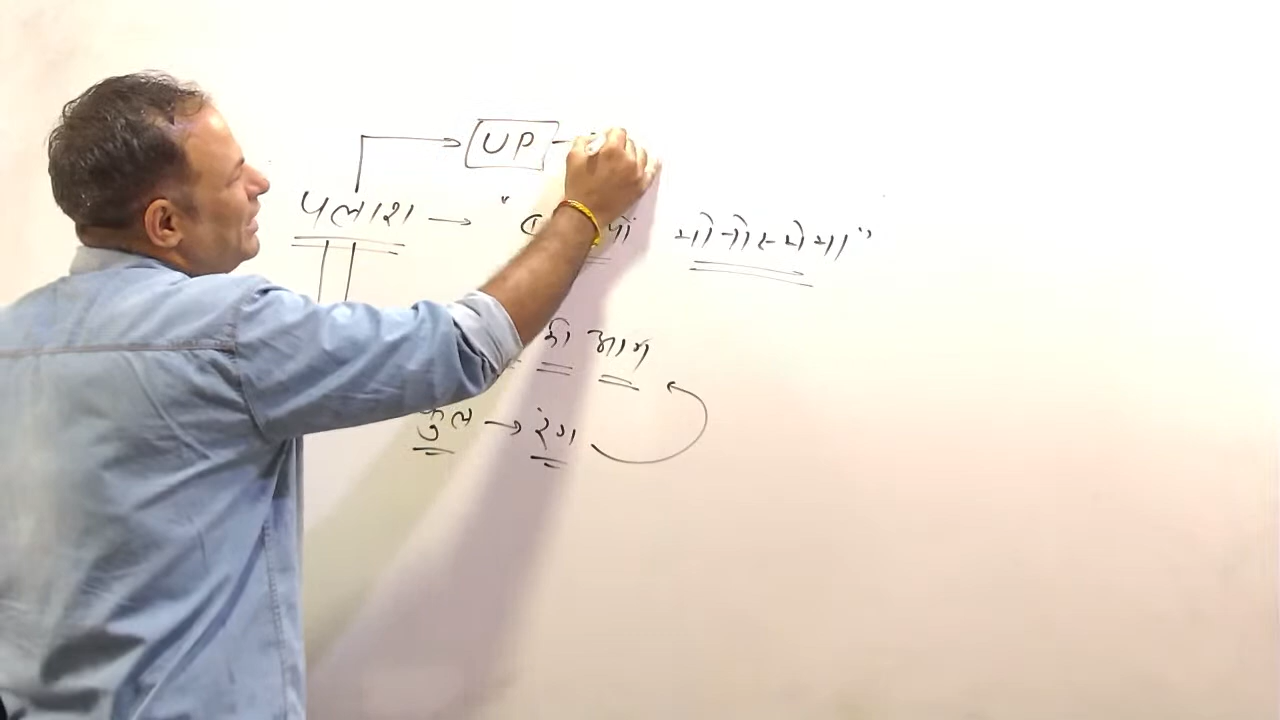 UP
पलाश → "
मोनोस्पोर्मा"
की आग
फुल → रंग